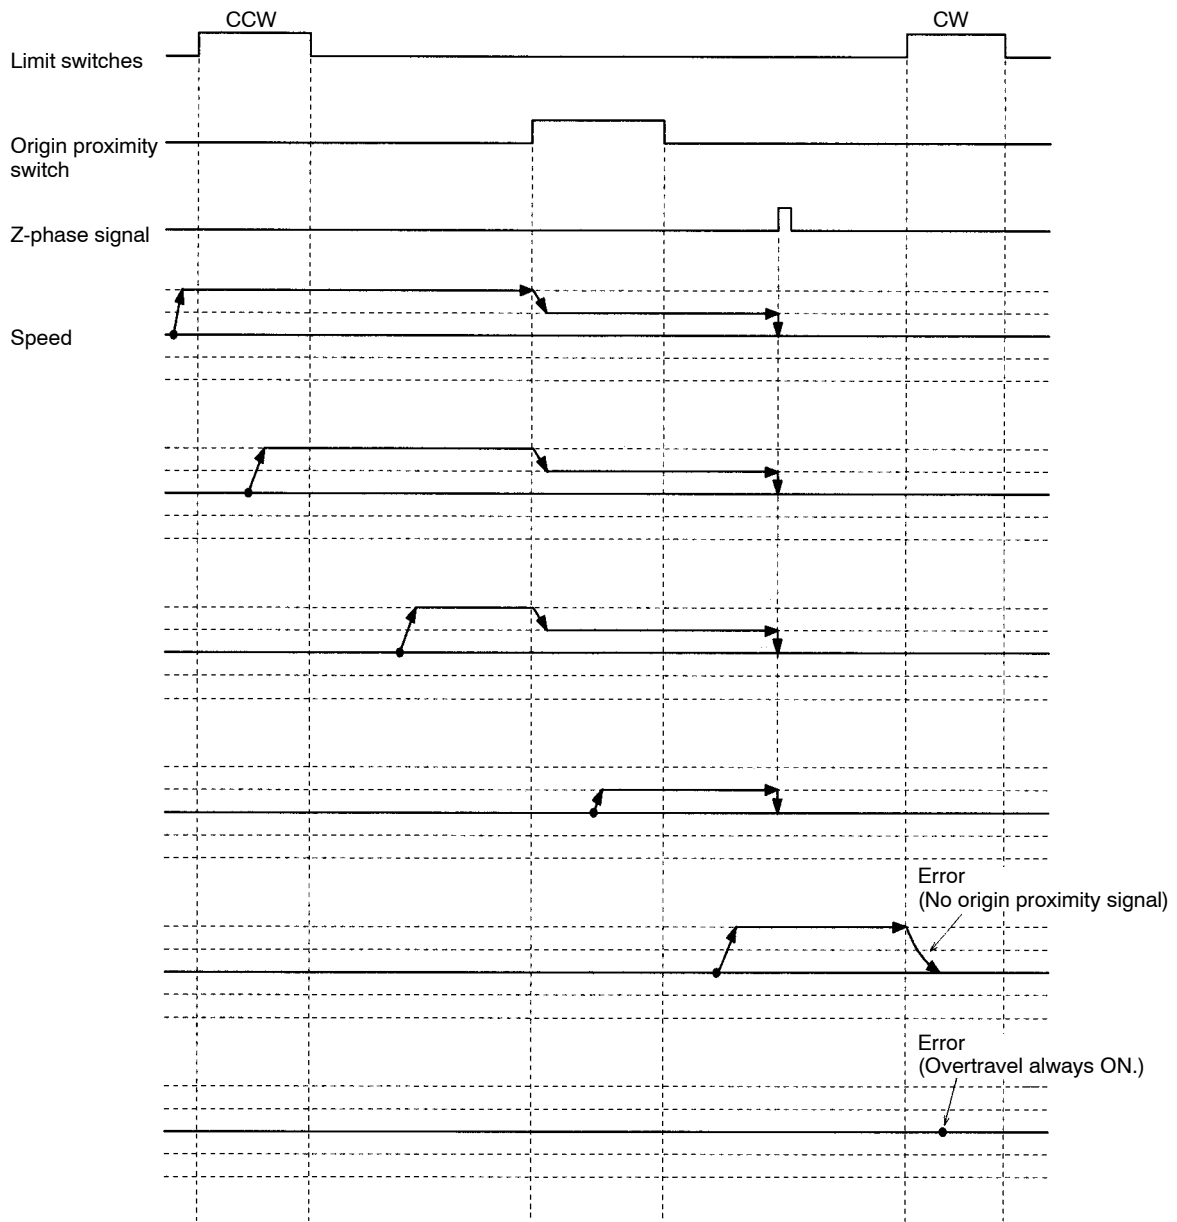 CCW
CW
Limit switches
Origin proximity
switch
Z-phase signal
Speed
Error
(No origin proximity signal)
Error
(Overtravel always ON.)